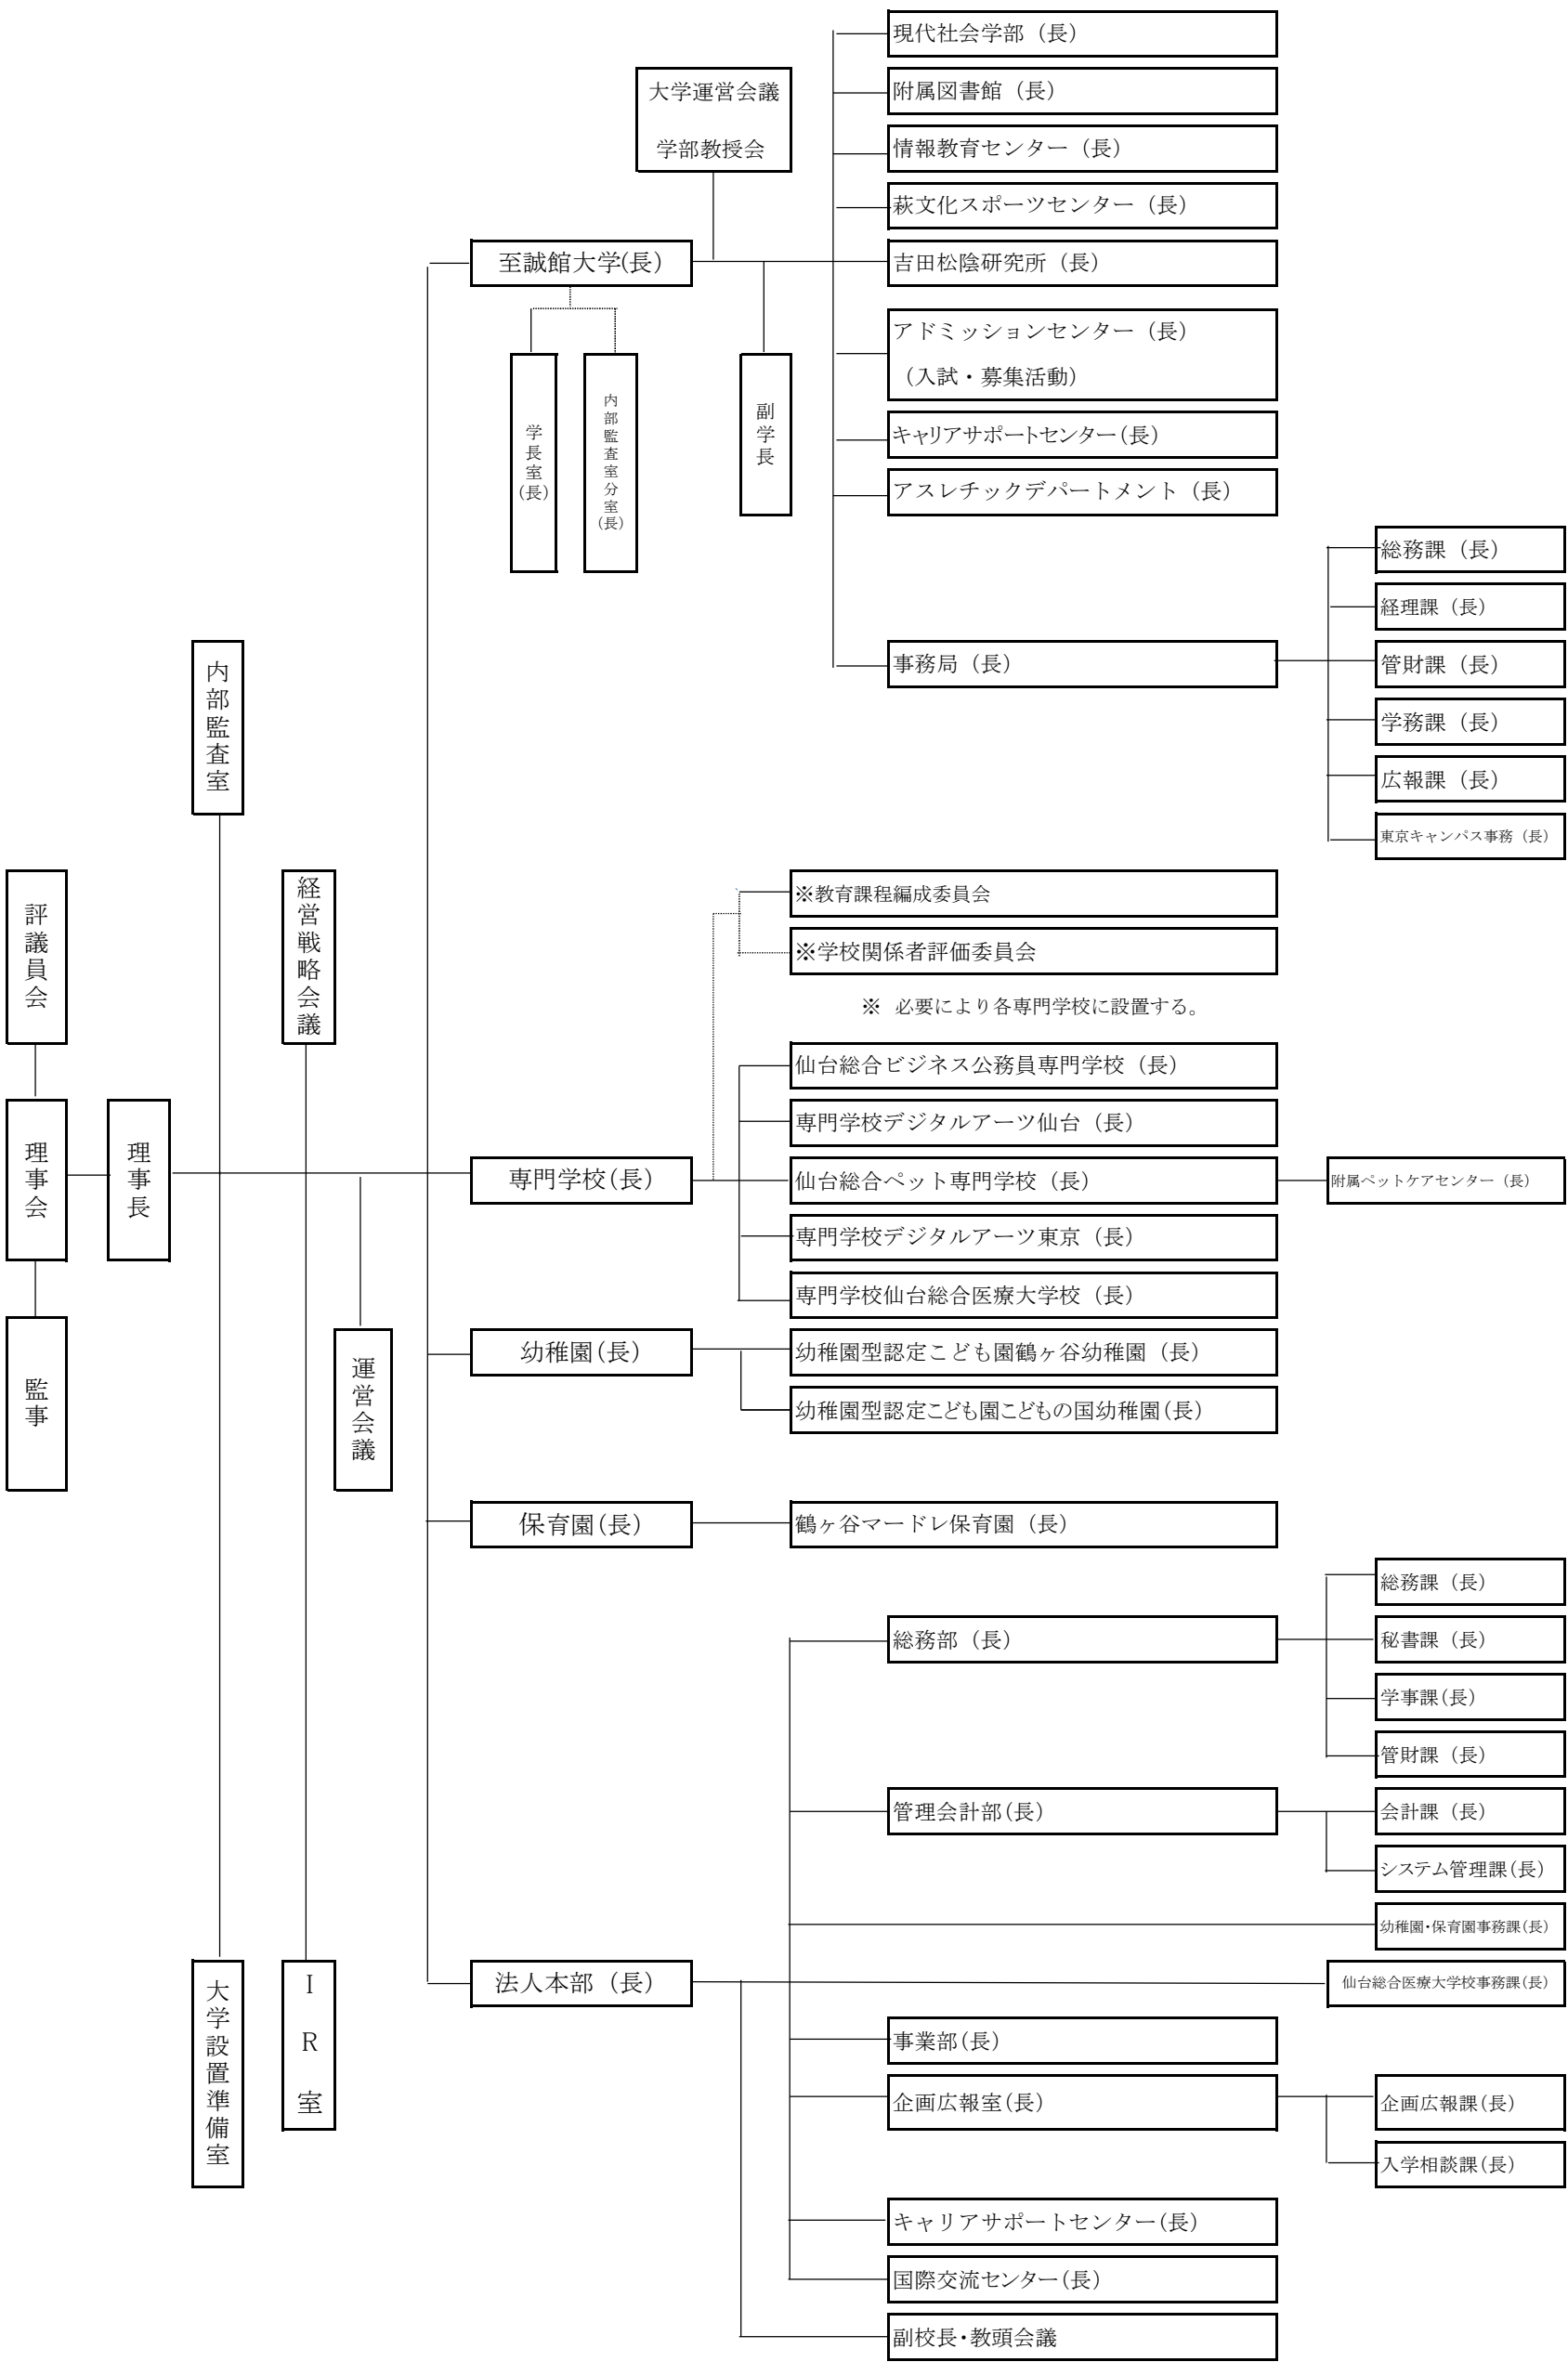 現代社会学部（長）
大学運営会議
学部教授会
附属図書館（長）
情報教育センター（長）
萩文化スポーツセンター（長）
至誠館大学(長)
吉田松陰研究所（長）
アドミッションセンター（長）
（入試・募集活動）
学長室(長)
内部監査室分室(長)
副学長
キャリアサポートセンター(長)
アスレチックデパートメント（長）
総務課（長）
経理課（長）
内部監査室
事務局（長）
管財課（長）
学務課（長）
広報課（長）
東京キャンパス事務（長）
評議員会
経営戦略会議
※教育課程編成委員会
※学校関係者評価委員会
※ 必要により各専門学校に設置する。
仙台総合ビジネス公務員専門学校（長）
理事会
理事長
専門学校デジタルアーツ仙台（長）
専門学校(長)
仙台総合ペット専門学校（長）
附属ペットケアセンター（長）
専門学校デジタルアーツ東京（長）
専門学校仙台総合医療大学校（長）
監事
運営会議
幼稚園(長)
幼稚園型認定こども園鶴ヶ谷幼稚園（長）
幼稚園型認定こども園こどもの国幼稚園(長)
保育園(長)
鶴ヶ谷マードレ保育園（長）
総務課（長）
総務部（長）
秘書課（長）
学事課(長)
管財課（長）
管理会計部(長)
会計課（長）
システム管理課(長)
幼稚園・保育園事務課(長)
大学設置準備室
IR室
法人本部（長）
仙台総合医療大学校事務課(長)
事業部(長)
企画広報室(長)
企画広報課(長)
入学相談課(長)
キャリアサポートセンター(長)
国際交流センター(長)
副校長・教頭会議